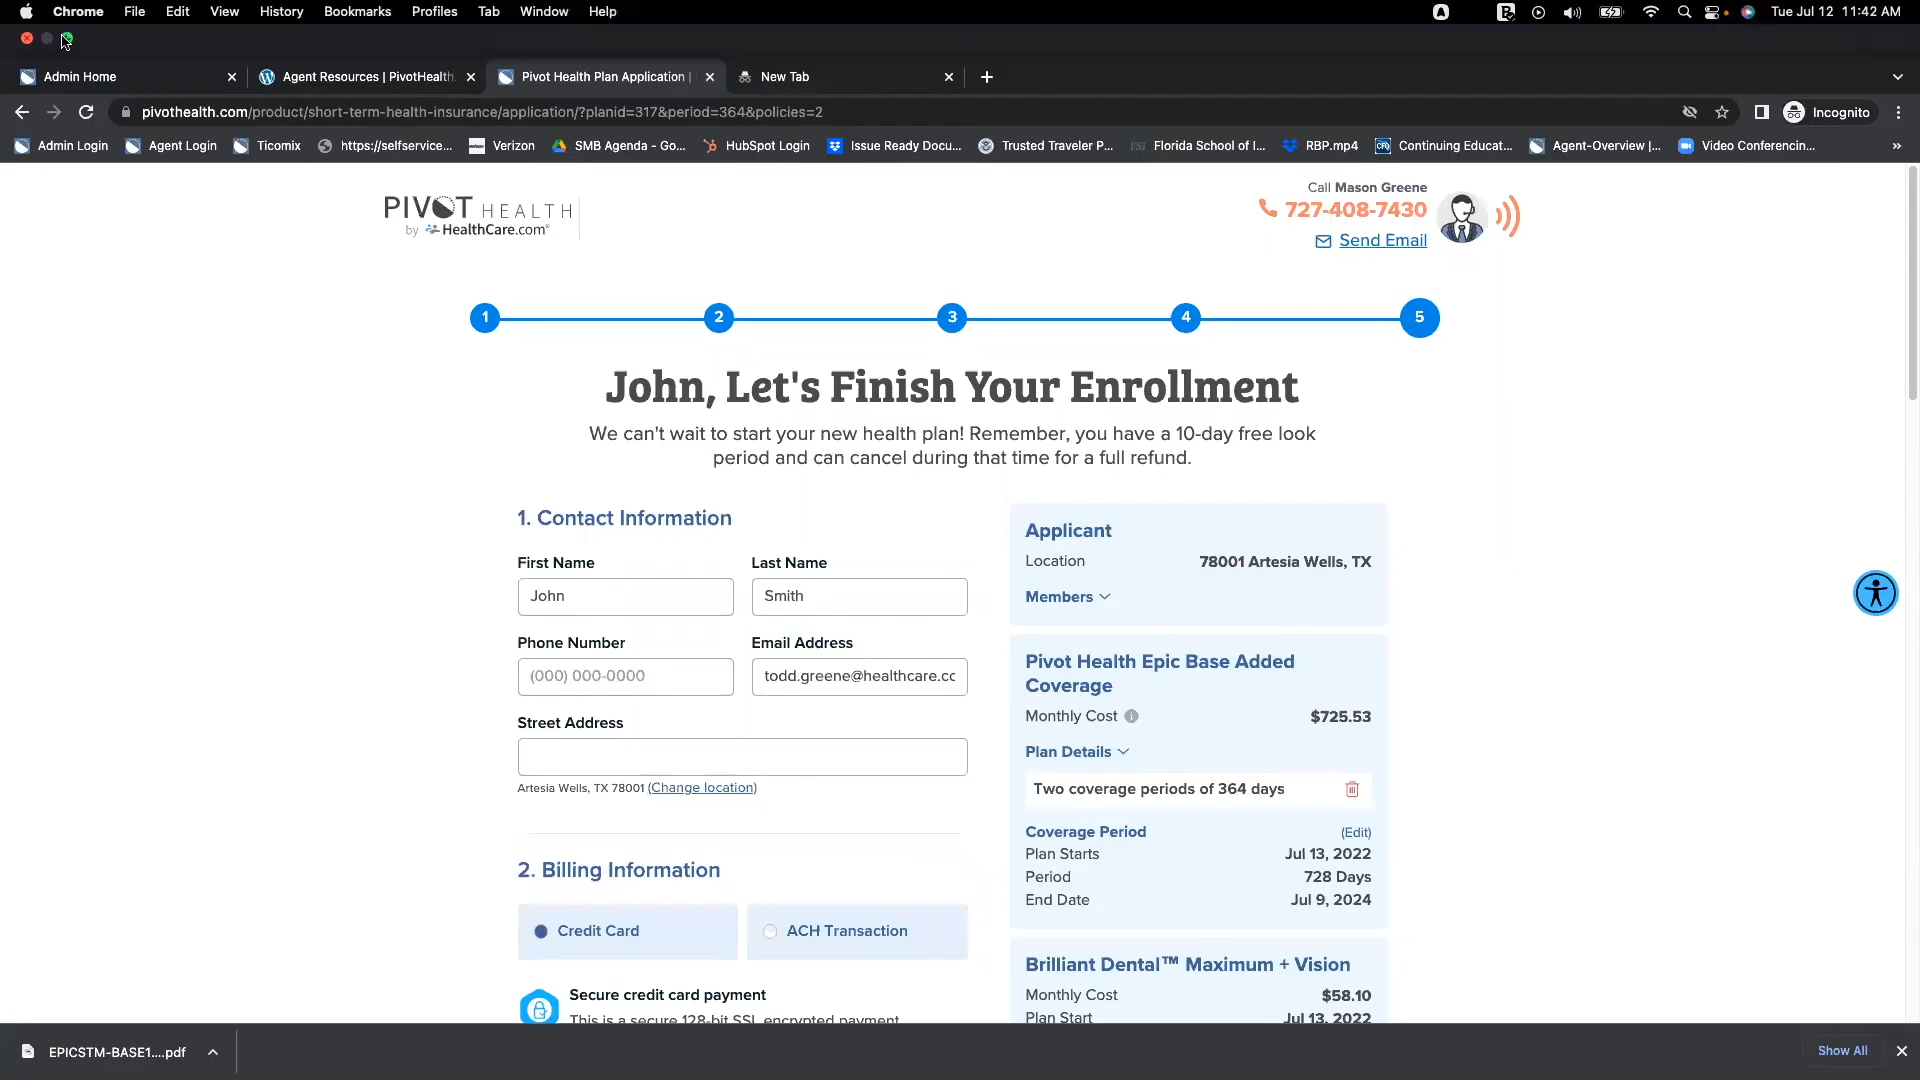 Chrome File Edit View History Bookmarks Profiles Tab Window Help
Tue Jul 12 11:42 AM
Admin Home
Agent Resources | PivotHealth.
Pivot Health Plan Application |
New Tab
pivothealth.com/product/short-term-health-insurance/application/?planid=317&period=364&policies=2
Incognito
Admin Login
Agent Login
Ticomix
https://selfservice...
Verizon
SMB Agenda - Go...
HubSpot Login
Issue Ready Docu...
Trusted Traveler P...
Florida School of I...
RBP.mp4
Continuing Educat...
Agent-Overview |...
Video Conferencin...
»
PIVOT HEALTH
by HealthCare.com®
Call Mason Greene
727-408-7430
Send Email
1
2
3
4
5
John, Let's Finish Your Enrollment
We can't wait to start your new health plan! Remember, you have a 10-day free look
period and can cancel during that time for a full refund.
1. Contact Information
First Name
Last Name
John
Smith
Phone Number
Email Address
(000) 000-0000
todd.greene@healthcare.cc
Street Address
Artesia Wells, TX 78001 (Change location)
2. Billing Information
Credit Card
ACH Transaction
Secure credit card payment
This is a secure 128-bit SSL encrypted payment
Applicant
Location 78001 Artesia Wells, TX
Members
Pivot Health Epic Base Added
Coverage
Monthly Cost $725.53
Plan Details
Two coverage periods of 364 days
Coverage Period (Edit)
Plan Starts Jul 13, 2022
Period 728 Days
End Date Jul 9, 2024
Brilliant Dental™ Maximum + Vision
Monthly Cost $58.10
Plan Start Jul 13, 2022
EPICSTM-BASE1....pdf
Show All